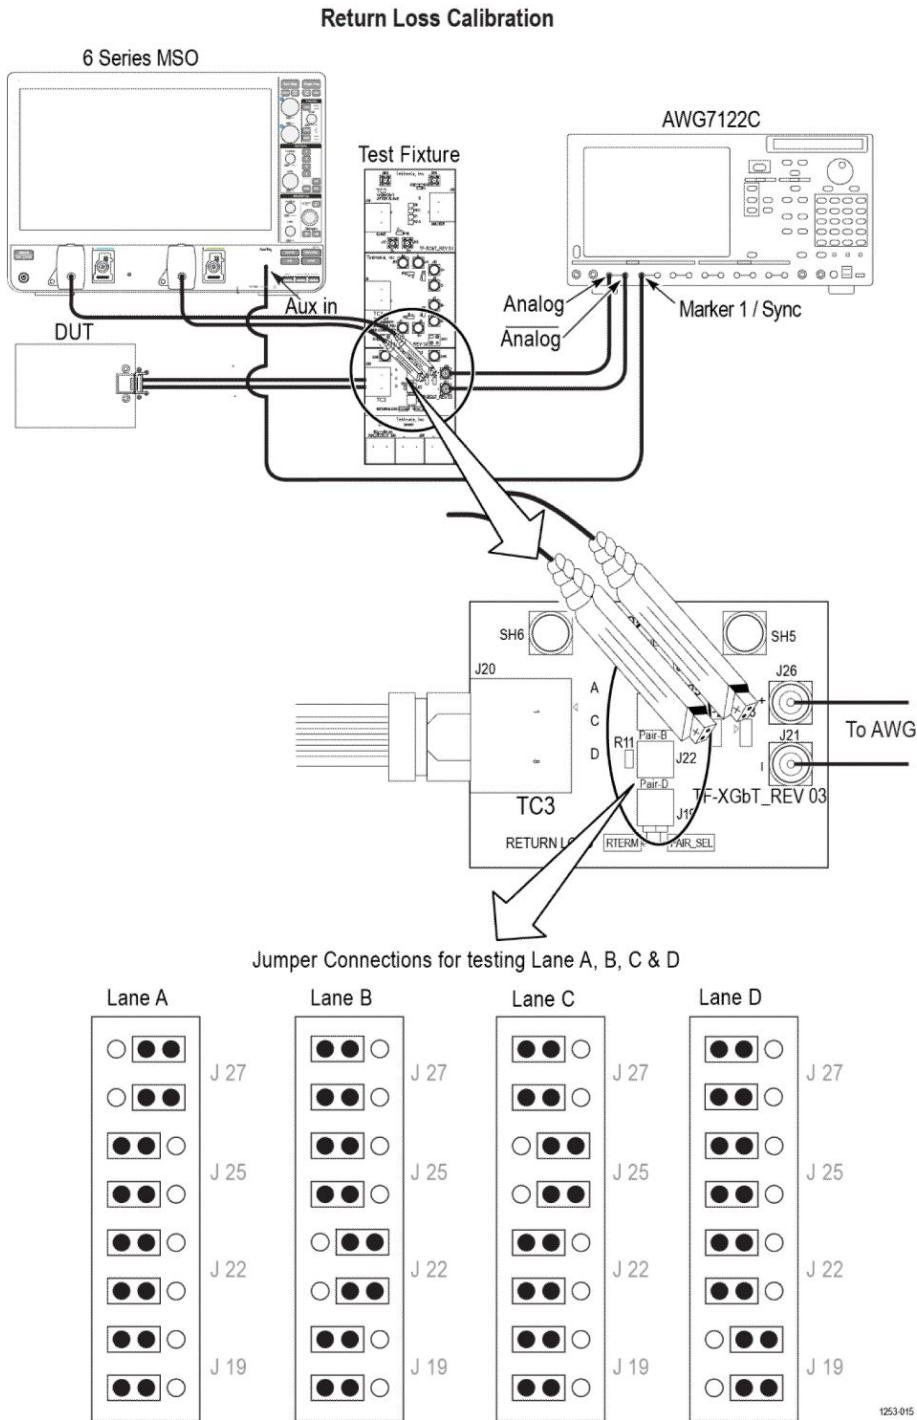 Return Loss Calibration
6 Series MSO
AWG7122C
Test Fixture
Aux in
Analog
Analog
Marker 1 / Sync
DUT
TC3
SH6
SH5
J20
J26
A
+
C
J21
To AWG
Pair-B
R11
J22
D
Pair-D
TF-XGbT_REV 03
TC3
J19
RTERM
PAIR_SEL
Jumper Connections for testing Lane A, B, C & D
Lane A
Lane B
Lane C
Lane D
J 27
J 27
J 27
J 27
J 25
J 25
J 25
J 25
J 22
J 22
J 22
J 22
J 19
J 19
J 19
J 19
1253-015